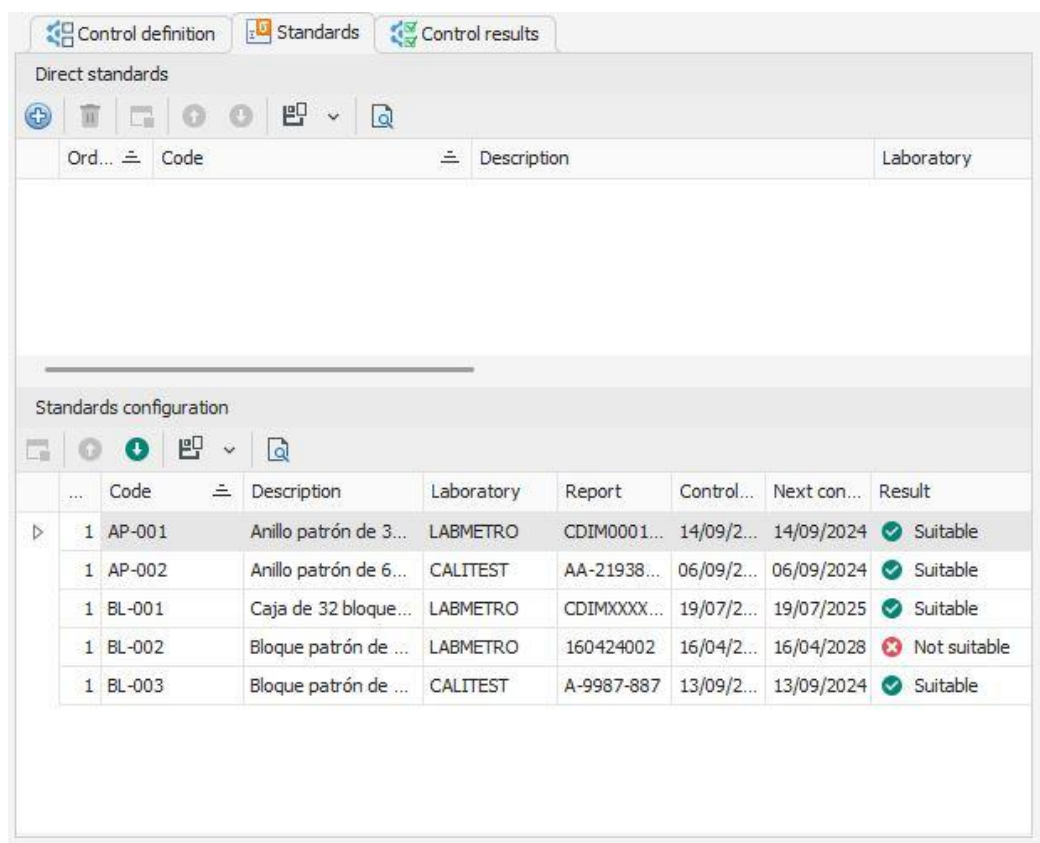 Control definition Standards Control results
Direct standards
Ord... Code Description Laboratory
Standards configuration
... Code Description Laboratory Report Control... Next con... Result
1 AP-001 Anillo patrón de 3... LABMETRO CDIM0001... 14/09/2... 14/09/2024 Suitable
1 AP-002 Anillo patrón de 6... CALITEST AA-21938... 06/09/2... 06/09/2024 Suitable
1 BL-001 Caja de 32 bloque... LABMETRO CDIMXXXX... 19/07/2... 19/07/2025 Suitable
1 BL-002 Bloque patrón de ... LABMETRO 160424002 16/04/2... 16/04/2028 Not suitable
1 BL-003 Bloque patrón de ... CALITEST A-9987-887 13/09/2... 13/09/2024 Suitable